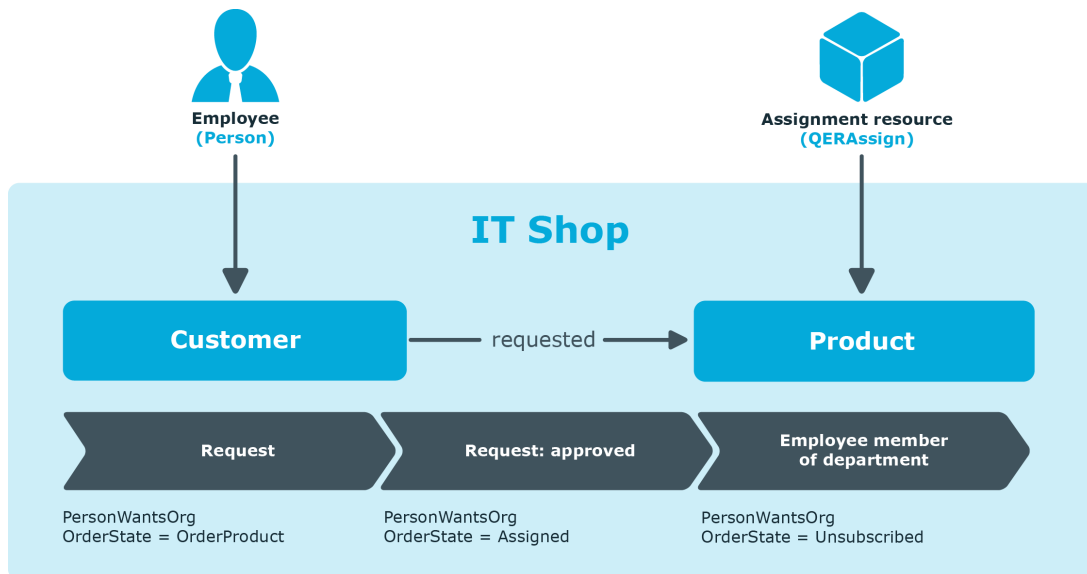 Employee
(Person)
Assignment resource
(QERAssign)
IT Shop
Customer
requested
Product
Request
Request: approved
Employee member
of department
PersonWantsOrg
OrderState = OrderProduct
PersonWantsOrg
OrderState = Assigned
PersonWantsOrg
OrderState = Unsubscribed